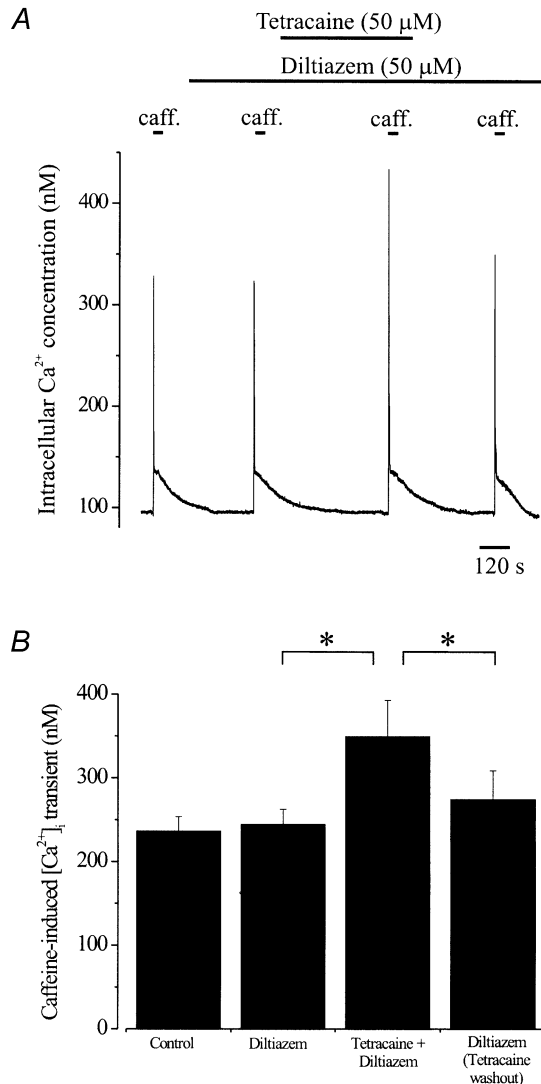 A
Tetracaine (50 μM)
Diltiazem (50 μM)
caff. caff. caff. caff.
Intracellular Ca²⁺ concentration (nM)
400
300
200
100
120 s
B
* *
Caffeine-induced [Ca²⁺]ᵢ transient (nM)
400
300
200
100
0
Control Diltiazem Tetracaine + Diltiazem Diltiazem (Tetracaine washout)